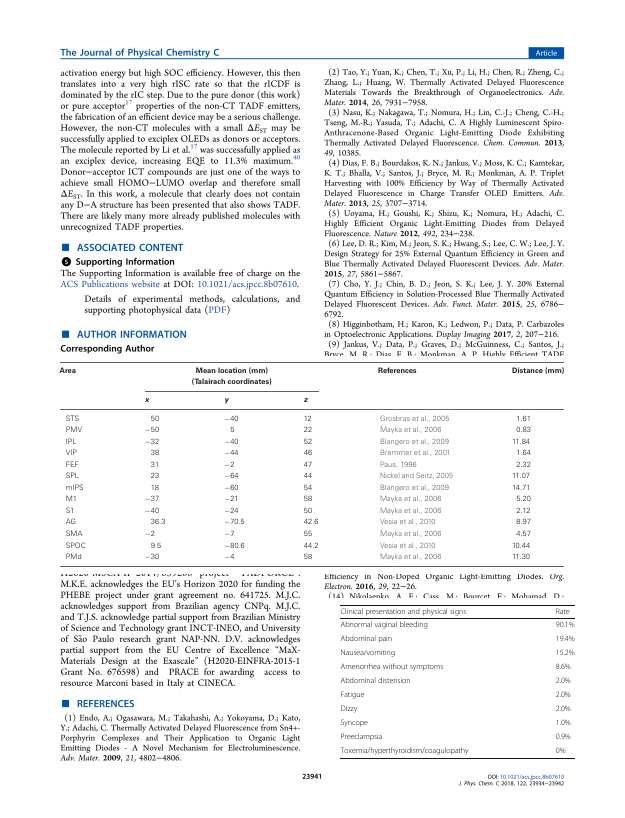 The Journal of Physical Chemistry C
Article
activation energy but high SOC efficiency. However, this then
translates into a very high rISC rate so that the rICDF is
dominated by the rIC step. Due to the pure donor (this work)
or pure acceptor17 properties of the non-CT TADF emitters,
the fabrication of an efficient device may be a serious challenge.
However, the non-CT molecules with a small ΔEST may be
successfully applied to exciplex OLEDs as donors or acceptors.
The molecule reported by Li et al.17 was successfully applied as
an exciplex device, increasing EQE to 11.3% maximum.40
Donor−acceptor ICT compounds are just one of the ways to
achieve small HOMO−LUMO overlap and therefore small
ΔEST. In this work, a molecule that clearly does not contain
any D−A structure has been presented that also shows TADF.
There are likely many more already published molecules with
unrecognized TADF properties.
■ ASSOCIATED CONTENT
S Supporting Information
The Supporting Information is available free of charge on the
ACS Publications website at DOI: 10.1021/acs.jpcc.8b07610.
Details of experimental methods, calculations, and
supporting photophysical data (PDF)
■ AUTHOR INFORMATION
Corresponding Author
(2) Tao, Y.; Yuan, K.; Chen, T.; Xu, P.; Li, H.; Chen, R.; Zheng, C.;
Zhang, L.; Huang, W. Thermally Activated Delayed Fluorescence
Materials Towards the Breakthrough of Organoelectronics. Adv.
Mater. 2014, 26, 7931−7958.
(3) Nasu, K.; Nakagawa, T.; Nomura, H.; Lin, C.-J.; Cheng, C.-H.;
Tseng, M.-R.; Yasuda, T.; Adachi, C. A Highly Luminescent Spiro-
Anthracenone-Based Organic Light-Emitting Diode Exhibiting
Thermally Activated Delayed Fluorescence. Chem. Commun. 2013,
49, 10385.
(4) Dias, F. B.; Bourdakos, K. N.; Jankus, V.; Moss, K. C.; Kamtekar,
K. T.; Bhalla, V.; Santos, J.; Bryce, M. R.; Monkman, A. P. Triplet
Harvesting with 100% Efficiency by Way of Thermally Activated
Delayed Fluorescence in Charge Transfer OLED Emitters. Adv.
Mater. 2013, 25, 3707−3714.
(5) Uoyama, H.; Goushi, K.; Shizu, K.; Nomura, H.; Adachi, C.
Highly Efficient Organic Light-Emitting Diodes from Delayed
Fluorescence. Nature 2012, 492, 234−238.
(6) Lee, D. R.; Kim, M.; Jeon, S. K.; Hwang, S.; Lee, C. W.; Lee, J. Y.
Design Strategy for 25% External Quantum Efficiency in Green and
Blue Thermally Activated Delayed Fluorescent Devices. Adv. Mater.
2015, 27, 5861−5867.
(7) Cho, Y. J.; Chin, B. D.; Jeon, S. K.; Lee, J. Y. 20% External
Quantum Efficiency in Solution-Processed Blue Thermally Activated
Delayed Fluorescent Devices. Adv. Funct. Mater. 2015, 25, 6786−
6792.
(8) Higginbotham, H.; Karon, K.; Ledwon, P.; Data, P. Carbazoles
in Optoelectronic Applications. Display Imaging 2017, 2, 207−216.
(9) Jankus, V.; Data, P.; Graves, D.; McGuinness, C.; Santos, J.;
Bryce, M. R.; Dias, F. B.; Monkman, A. P. Highly Efficient TADF
Area Mean location (mm) References Distance (mm)
(Talairach coordinates)
x y z
STS 50 −40 12 Grosbras et al., 2005 1.61
PMV −50 5 22 Mayka et al., 2006 0.83
IPL −32 −40 52 Blangero et al., 2009 11.84
VIP 38 −44 46 Bremmer et al., 2001 1.64
FEF 31 −2 47 Paus, 1996 2.32
SPL 23 −64 44 Nickel and Seitz, 2005 11.07
mIPS 18 −60 54 Blangero et al., 2009 14.71
M1 −37 −21 58 Mayka et al., 2006 5.20
S1 −40 −24 50 Mayka et al., 2006 2.12
AG 36.3 −70.5 42.6 Vesia et al., 2010 8.97
SMA −2 −7 55 Mayka et al., 2006 4.57
SPOC 9.5 −80.6 44.2 Vesia et al., 2010 10.44
PMd −30 −4 58 Mayka et al., 2006 11.30
M.K.E. acknowledges the EU's Horizon 2020 for funding the
PHEBE project under grant agreement no. 641725. M.J.C.
acknowledges support from Brazilian agency CNPq. M.J.C.
and T.J.S. acknowledge partial support from Brazilian Ministry
of Science and Technology grant INCT-INEO, and University
of São Paulo research grant NAP-NN. D.V. acknowledges
partial support from the EU Centre of Excellence “MaX-
Materials Design at the Exascale” (H2020-EINFRA-2015-1
Grant No. 676598) and PRACE for awarding access to
resource Marconi based in Italy at CINECA.
■ REFERENCES
(1) Endo, A.; Ogasawara, M.; Takahashi, A.; Yokoyama, D.; Kato,
Y.; Adachi, C. Thermally Activated Delayed Fluorescence from Sn4+-
Porphyrin Complexes and Their Application to Organic Light
Emitting Diodes - A Novel Mechanism for Electroluminescence.
Adv. Mater. 2009, 21, 4802−4806.
Efficiency in Non-Doped Organic Light-Emitting Diodes. Org.
Electron. 2016, 29, 22−26.
(14) Nikolaenko, A. E.; Cass, M.; Bourcet, F.; Mohamad, D.;
Clinical presentation and physical signs Rate
Abnormal vaginal bleeding 90.1%
Abdominal pain 19.4%
Nausea/vomiting 15.2%
Amenorrhea without symptoms 8.6%
Abdominal distension 2.0%
Fatigue 2.0%
Dizzy 2.0%
Syncope 1.0%
Preeclampsia 0.9%
Toxemia/hyperthyroidism/coagulopathy 0%
23941
DOI: 10.1021/acs.jpcc.8b07610
J. Phys. Chem. C 2018, 122, 23934−23942